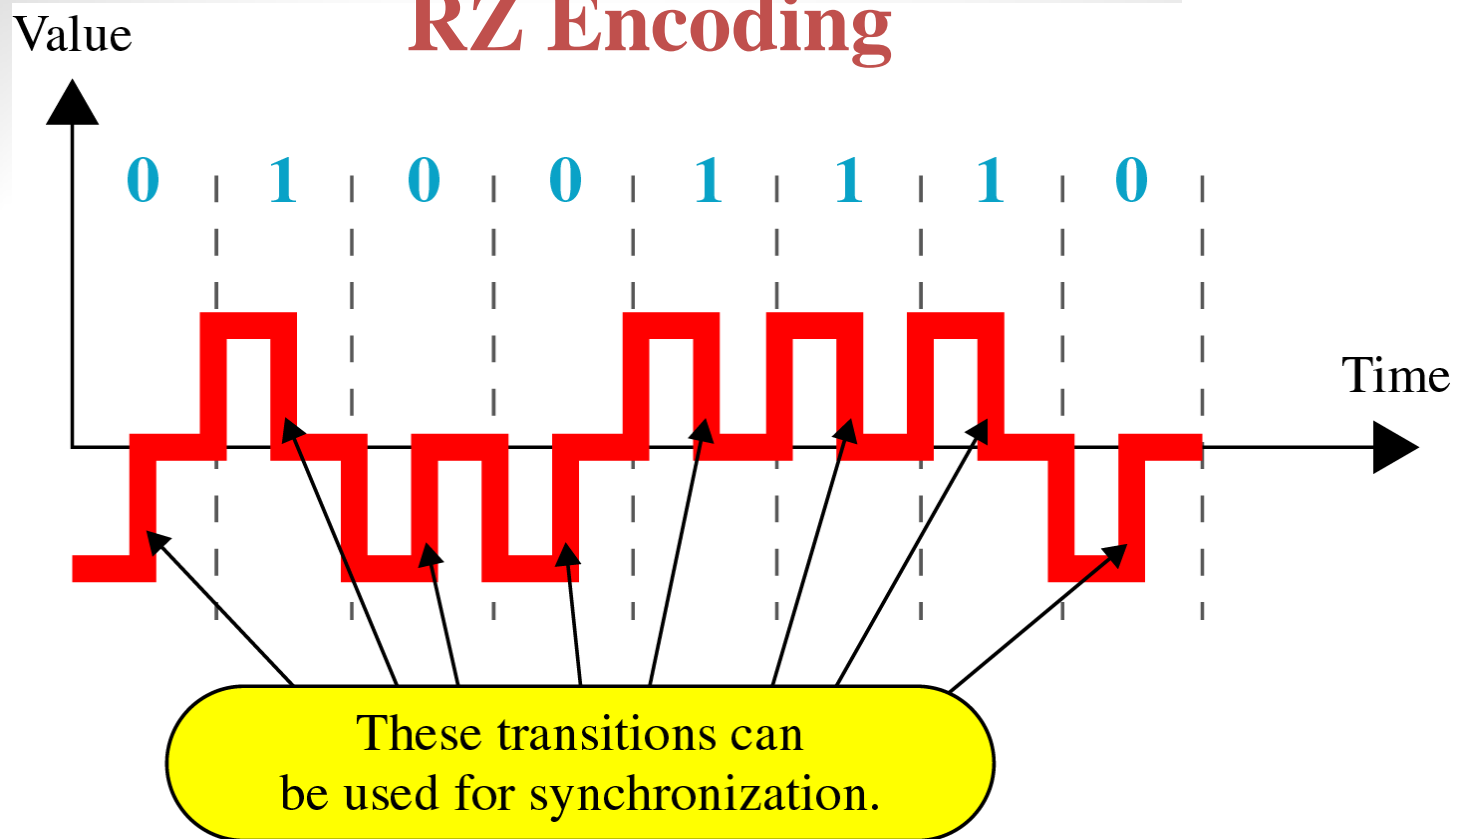 RZ Encoding
Value
0 1 0 0 1 1 1 0
Time
These transitions can
be used for synchronization.